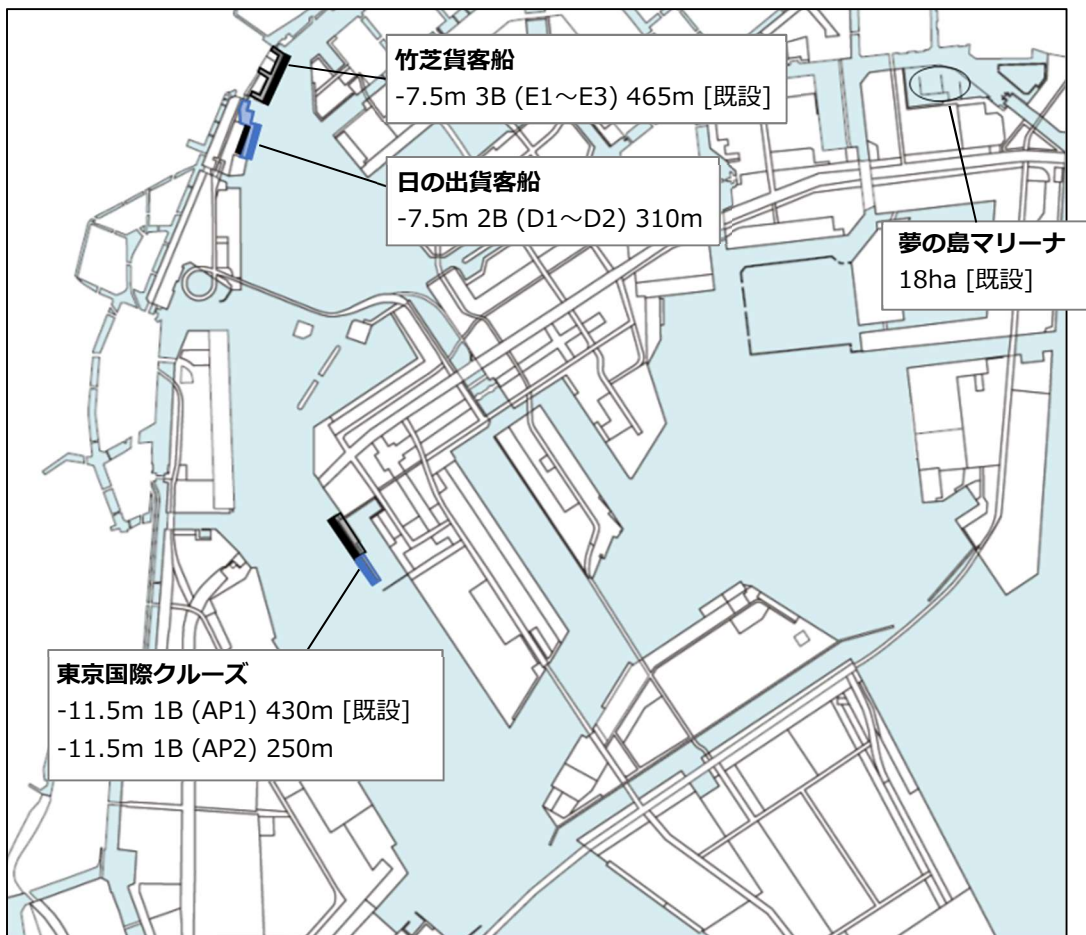 竹芝貨客船
-7.5m 3B (E1～E3) 465m [既設]
日の出貨客船
-7.5m 2B (D1～D2) 310m
夢の島マリーナ
18ha [既設]
東京国際クルーズ
-11.5m 1B (AP1) 430m [既設]
-11.5m 1B (AP2) 250m